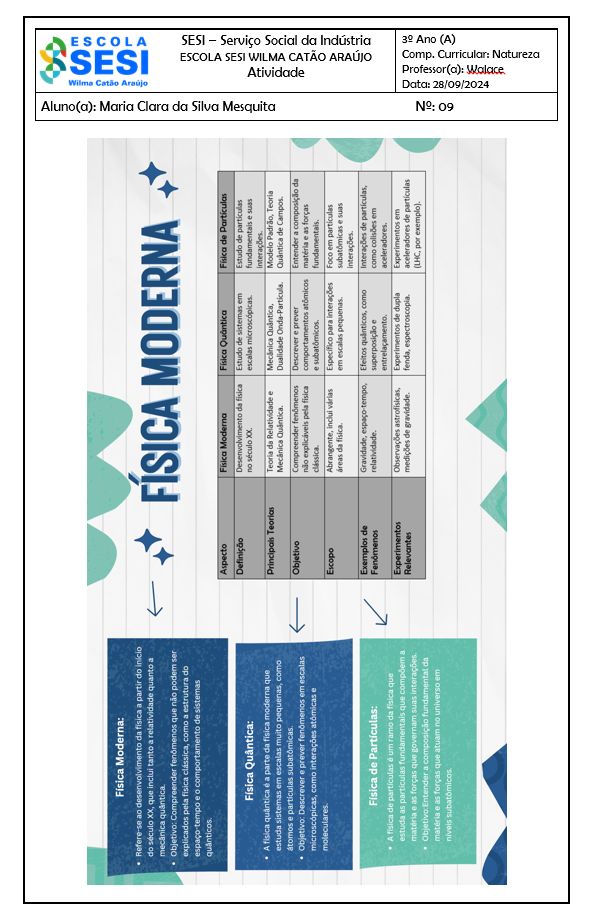 ESCOLA
SESI
Wilma Catão Araújo
SESI – Serviço Social da Indústria
ESCOLA SESI WILMA CATÃO ARAÚJO
Atividade
3º Ano (A)
Comp. Curricular: Natureza
Professor(a): Walace
Data: 28/09/2024
Aluno(a): Maria Clara da Silva Mesquita
Nº: 09
FÍSICA MODERNA
Física Moderna:
• Refere-se ao desenvolvimento da física a partir do início
do século XX, que inclui tanto a relatividade quanto a
mecânica quântica.
• Objetivo:Compreender fenômenos que não podem ser
explicados pela física clássica, como a estrutura do
espaço-tempo e o comportamento de sistemas
quânticos.
Física Quântica:
• A física quântica é a parte da física moderna que
estuda sistemas em escalas muito pequenas, como
átomos e partículas subatômicas.
• Objetivo: Descrever e prever fenômenos em escalas
microscópicas, como interações atômicas e
moleculares.
Física de Partículas:
• A física de partículas é um ramo da física que
estuda as partículas fundamentais que compõem a
matéria e as forças que governam suas interações.
• Objetivo:Entender a composição fundamental da
matéria e as forças que atuam no universo em
níveis subatômicos.
Aspecto Física Moderna Física Quântica Física de Partículas
Definição
Desenvolvimento da física
no século XX.
Estudo de sistemas em
escalas microscópicas.
Estudo de partículas
fundamentais e suas
interações.
Principais Teorias
Teoria da Relatividade e
Mecânica Quântica.
Mecânica Quântica,
Dualidade Onda-Partícula.
Modelo Padrão, Teoria
Quântica de Campos.
Objetivo
Compreender fenômenos
não explicáveis pela física
clássica.
Descrever e prever
comportamentos atômicos
e subatômicos.
Entender a composição da
matéria e as forças
fundamentais.
Escopo
Abrangente, inclui várias
áreas da física.
Específico para interações
em escalas pequenas.
Foco em partículas
subatômicas e suas
interações.
Exemplos de
Fenômenos
Gravidade, espaço-tempo,
relatividade.
Efeitos quânticos, como
superposição e
entrelaçamento.
Interações de partículas,
como colisões em
aceleradores.
Experimentos
Relevantes
Observações astrofísicas,
medições de gravidade.
Experimentos de dupla
fenda, espectroscopia.
Experimentos em
aceleradores de partículas
(LHC, por exemplo).